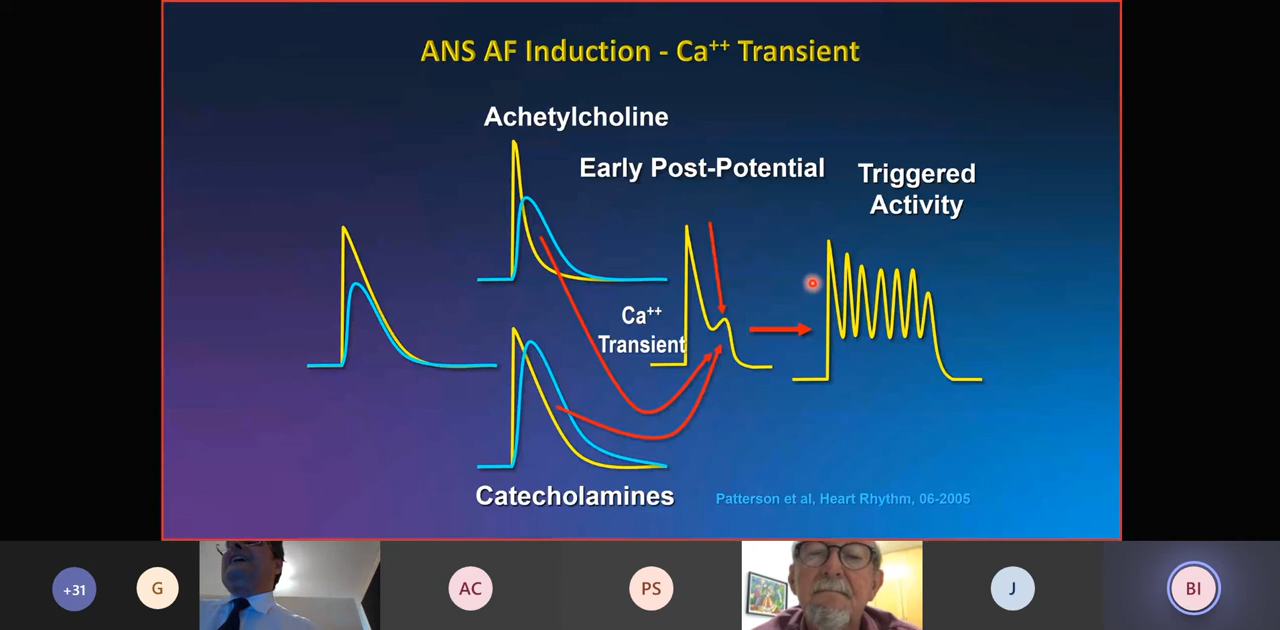 ANS AF Induction - Ca⁺⁺ Transient
Achetylcholine
Early Post-Potential
Triggered
Activity
Ca⁺⁺
Transient
Catecholamines
Patterson et al, Heart Rhythm, 06-2005
+31
G
AC
PS
J
BI